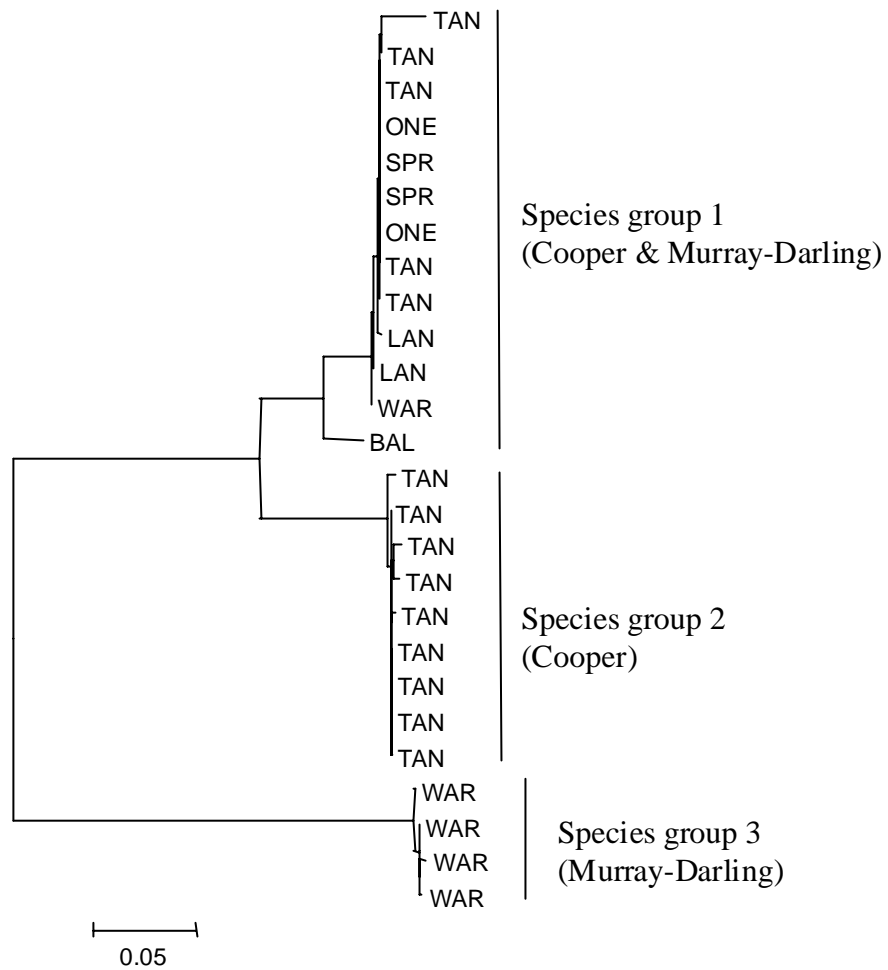 TAN
TAN
TAN
ONE
SPR
SPR
ONE
TAN
TAN
LAN
LAN
WAR
BAL
Species group 1
(Cooper & Murray-Darling)
TAN
TAN
TAN
TAN
TAN
TAN
TAN
TAN
TAN
Species group 2
(Cooper)
WAR
WAR
WAR
WAR
Species group 3
(Murray-Darling)
0.05